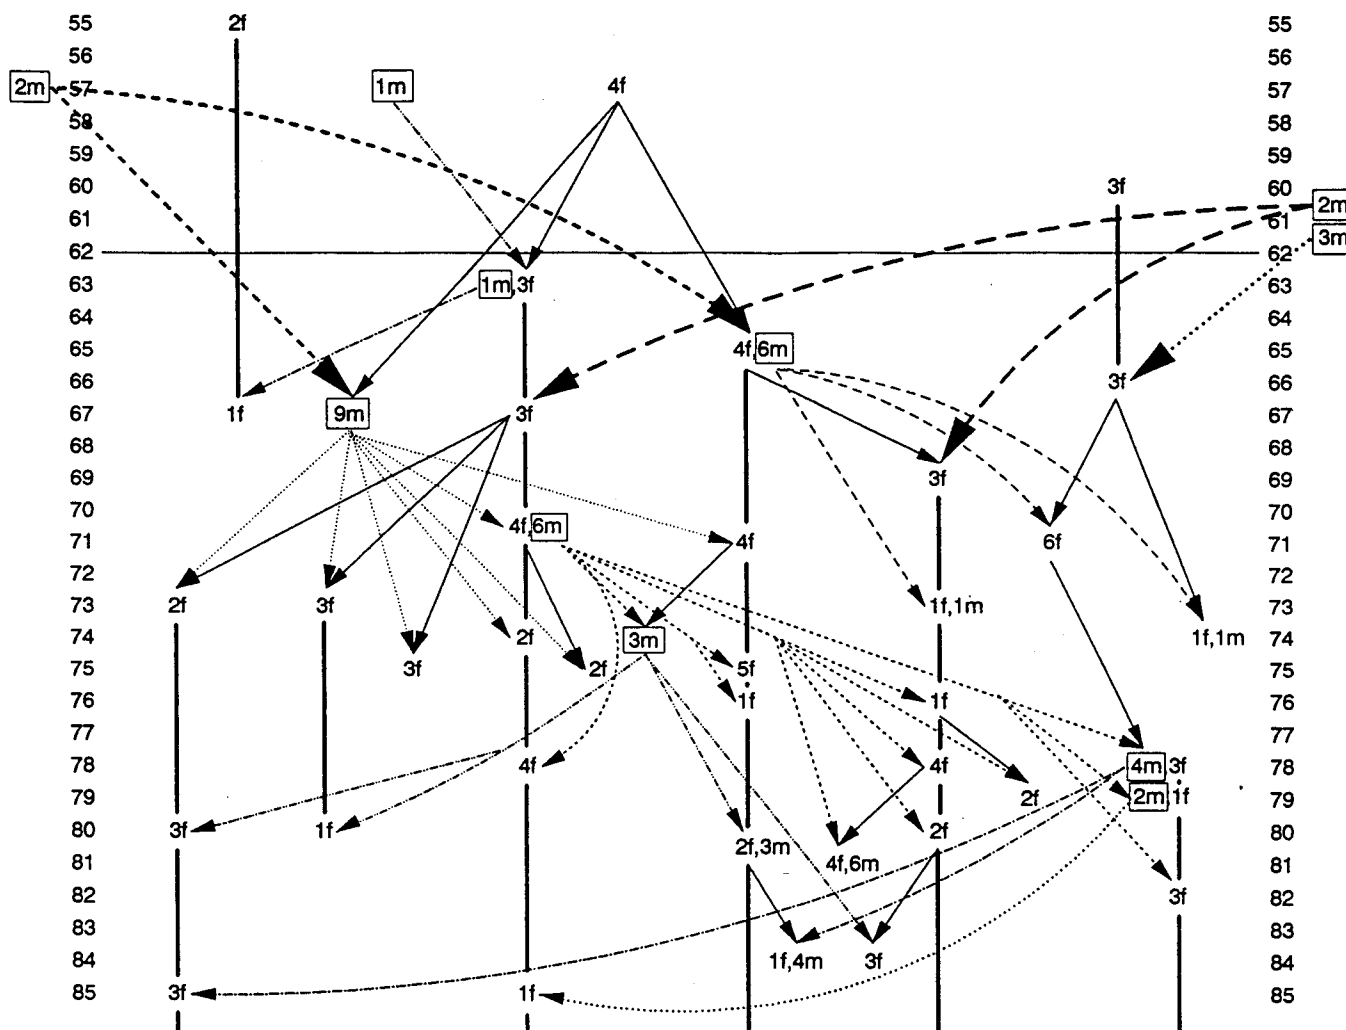 55 2f 55
56 56
2m 57 1m 4f 57
58 58
59 59
60 3f 60
61 2m 61
62 3m 62
63 1m,3f 63
64 64
65 4f,6m 65
66 3f 66
67 1f 9m 3f 67
68 68
69 3f 69
70 4f,6m 70
71 4f 6f 71
72 72
73 2f 3f 1f,1m 73
74 2f 3m 1f,1m 74
75 3f 2f 5f 75
76 1f 1f 76
77 77
78 4f 4f 4m,3f 78
79 2f 2m,1f 79
80 3f 1f 2f,3m 2f 80
81 4f,6m 81
82 3f 82
83 83
84 1f,4m 3f 84
85 3f 1f 85